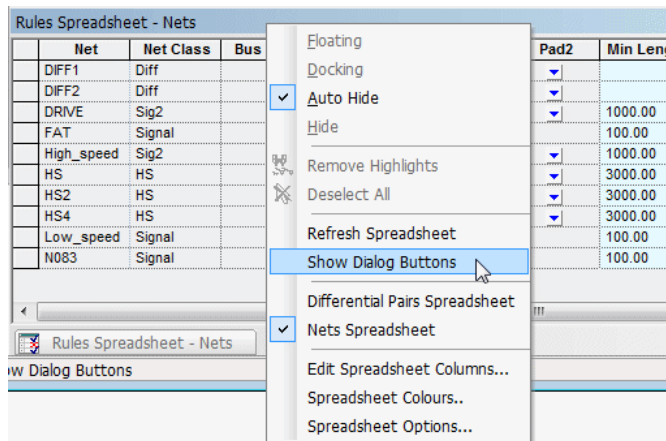 Rules Spreadsheet - Nets
Net Net Class Bus Pad2 Min Len
DIFF1 Diff
DIFF2 Diff
DRIVE Sig2 1000.00
FAT Signal 100.00
High_speed Sig2 1000.00
HS HS 3000.00
HS2 HS 3000.00
HS4 HS 3000.00
Low_speed Signal 100.00
N083 Signal 100.00
Rules Spreadsheet - Nets
ow Dialog Buttons
Floating
Docking
Auto Hide
Hide
Remove Highlights
Deselect All
Refresh Spreadsheet
Show Dialog Buttons
Differential Pairs Spreadsheet
Nets Spreadsheet
Edit Spreadsheet Columns...
Spreadsheet Colours..
Spreadsheet Options...